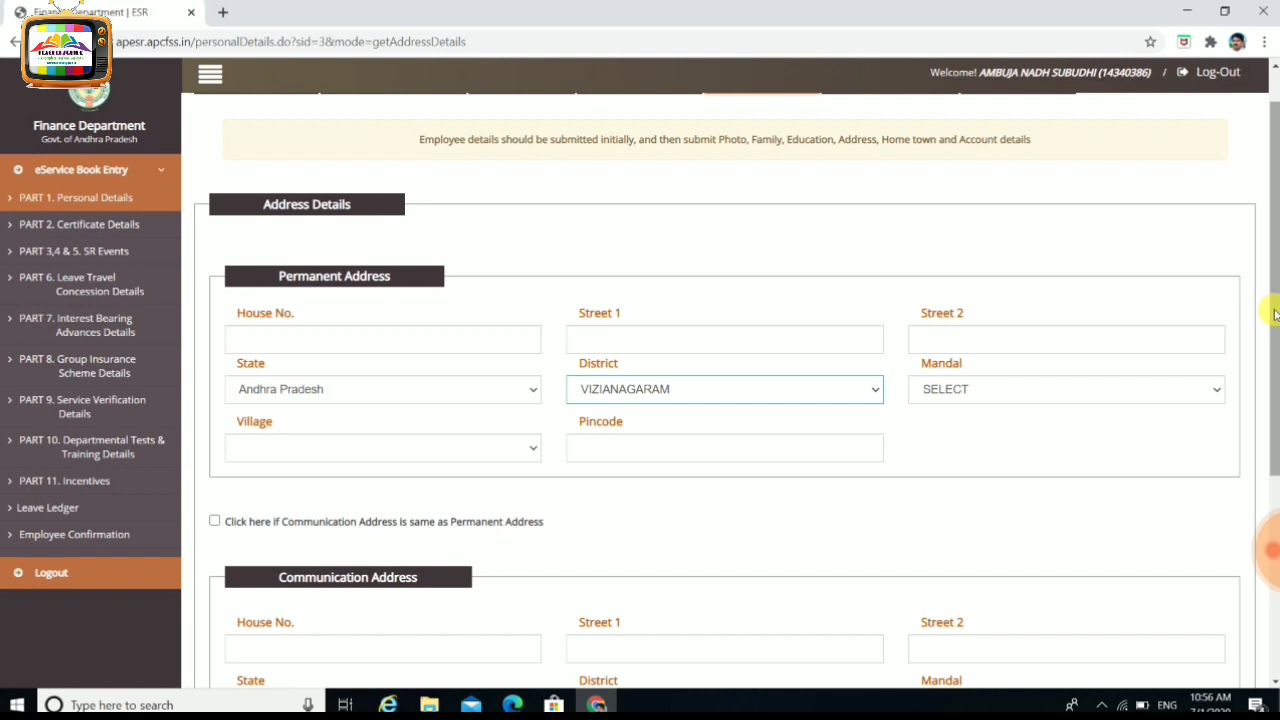 Finance Department | ESR
apesr.apcfss.in/personalDetails.do?sid=3&mode=getAddressDetails
Welcome! AMBUJA NADH SUBUDHI (14340386) / Log-Out
Finance Department
Govt. of Andhra Pradesh
eService Book Entry
PART 1. Personal Details
PART 2. Certificate Details
PART 3,4 & 5. SR Events
PART 6. Leave Travel
Concession Details
PART 7. Interest Bearing
Advances Details
PART 8. Group Insurance
Scheme Details
PART 9. Service Verification
Details
PART 10. Departmental Tests &
Training Details
PART 11. Incentives
Leave Ledger
Employee Confirmation
Logout
Employee details should be submitted initially, and then submit Photo, Family, Education, Address, Home town and Account details
Address Details
Permanent Address
House No. Street 1 Street 2
State District Mandal
Andhra Pradesh VIZIANAGARAM SELECT
Village Pincode
Click here if Communication Address is same as Permanent Address
Communication Address
House No. Street 1 Street 2
State District Mandal
Type here to search
ENG
10:56 AM